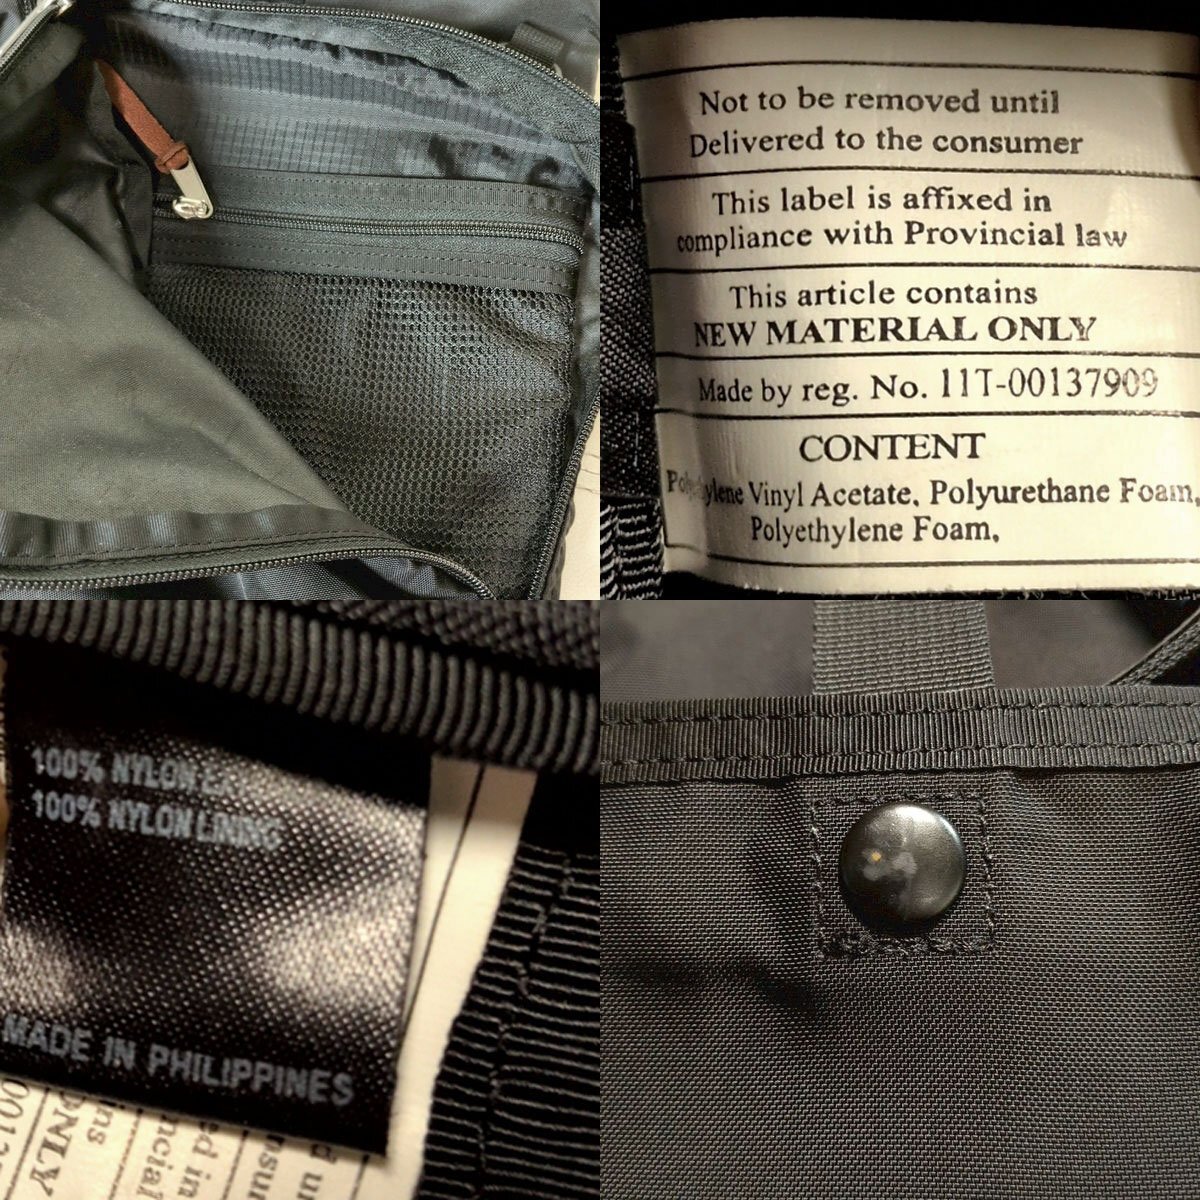 Not to be removed until
Delivered to the consumer
This label is affixed in
compliance with Provincial law
This article contains
NEW MATERIAL ONLY
Made by reg. No. 11T-00137909
CONTENT
Vinyl Acetate, Polyurethane Foam,
Polyethylene Foam,
100% NYLON
100% NYLON LINING
MADE IN PHILIPPINES